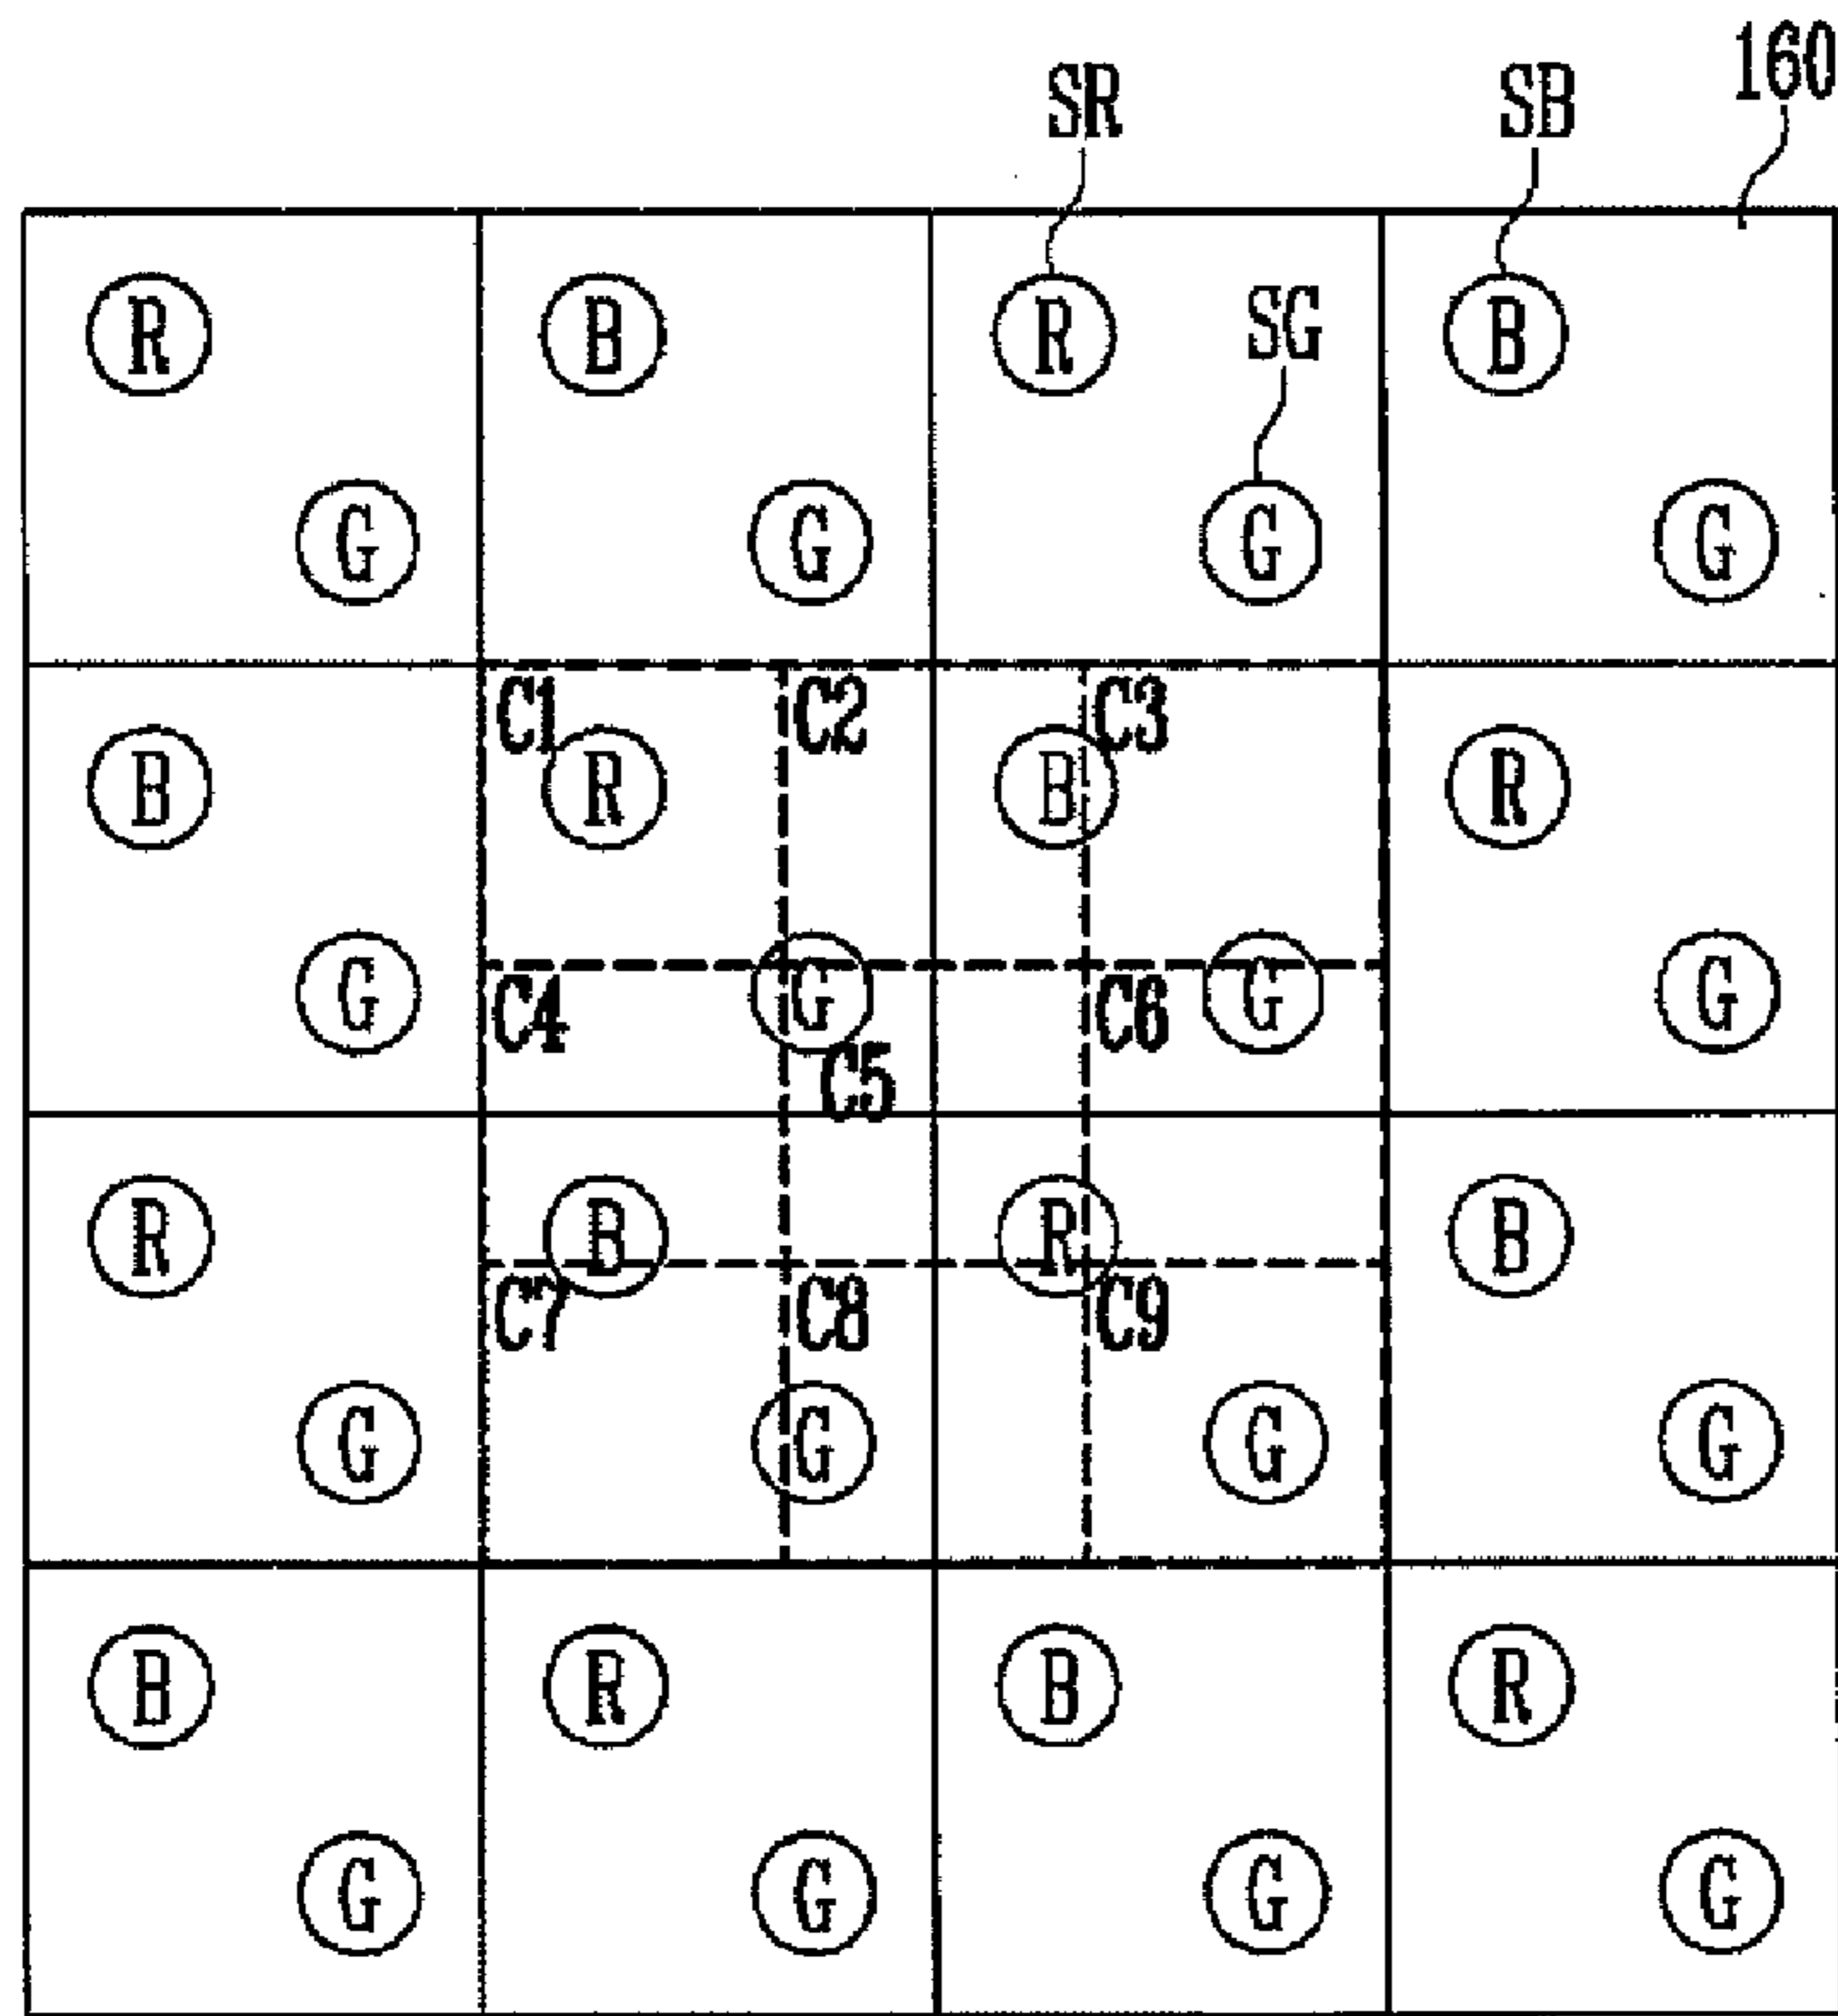 160
SR SB
R B R B
SG
G G G G
C1 C2 C3
B R B R
G C4 G C6 G G
C5
R B R B
C7 C8 C9
G G G G
B R B R
G G G G